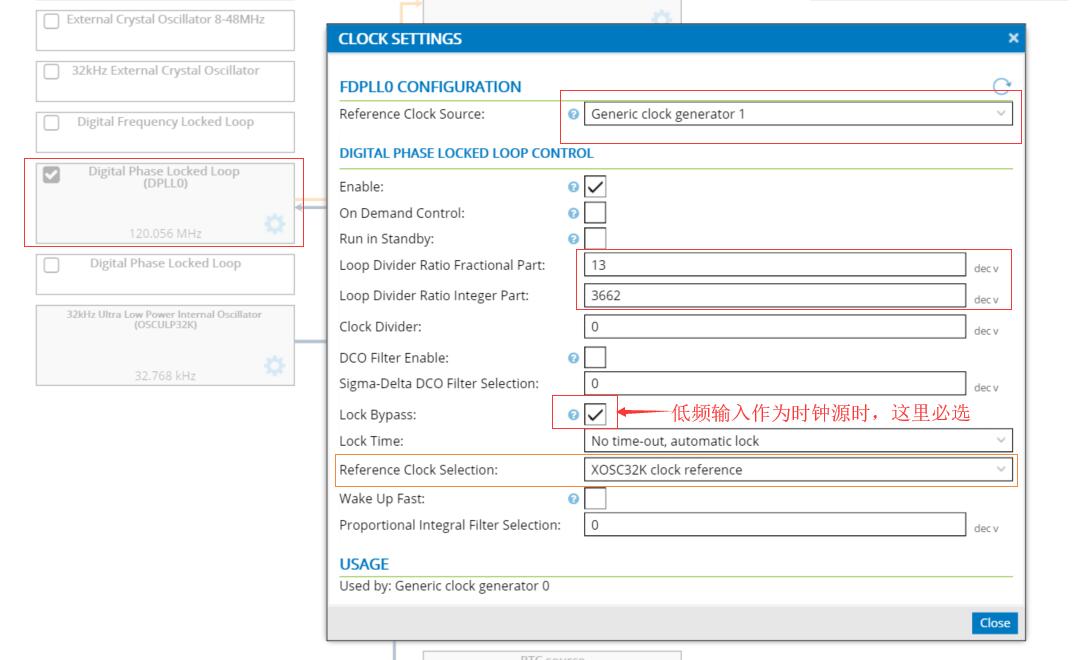 External Crystal Oscillator 8-48MHz
32kHz External Crystal Oscillator
Digital Frequency Locked Loop
Digital Phase Locked Loop
(DPLL0)
120.056 MHz
Digital Phase Locked Loop
32kHz Ultra Low Power Internal Oscillator
(OSCULP32K)
32.768 kHz
CLOCK SETTINGS
FDPLL0 CONFIGURATION
Reference Clock Source: Generic clock generator 1
DIGITAL PHASE LOCKED LOOP CONTROL
Enable:
On Demand Control:
Run in Standby:
Loop Divider Ratio Fractional Part: 13 dec v
Loop Divider Ratio Integer Part: 3662 dec v
Clock Divider: 0 dec v
DCO Filter Enable:
Sigma-Delta DCO Filter Selection: 0 dec v
Lock Bypass: 低频输入作为时钟源时，这里必选
Lock Time: No time-out, automatic lock
Reference Clock Selection: XOSC32K clock reference
Wake Up Fast:
Proportional Integral Filter Selection: 0 dec v
USAGE
Used by: Generic clock generator 0
Close